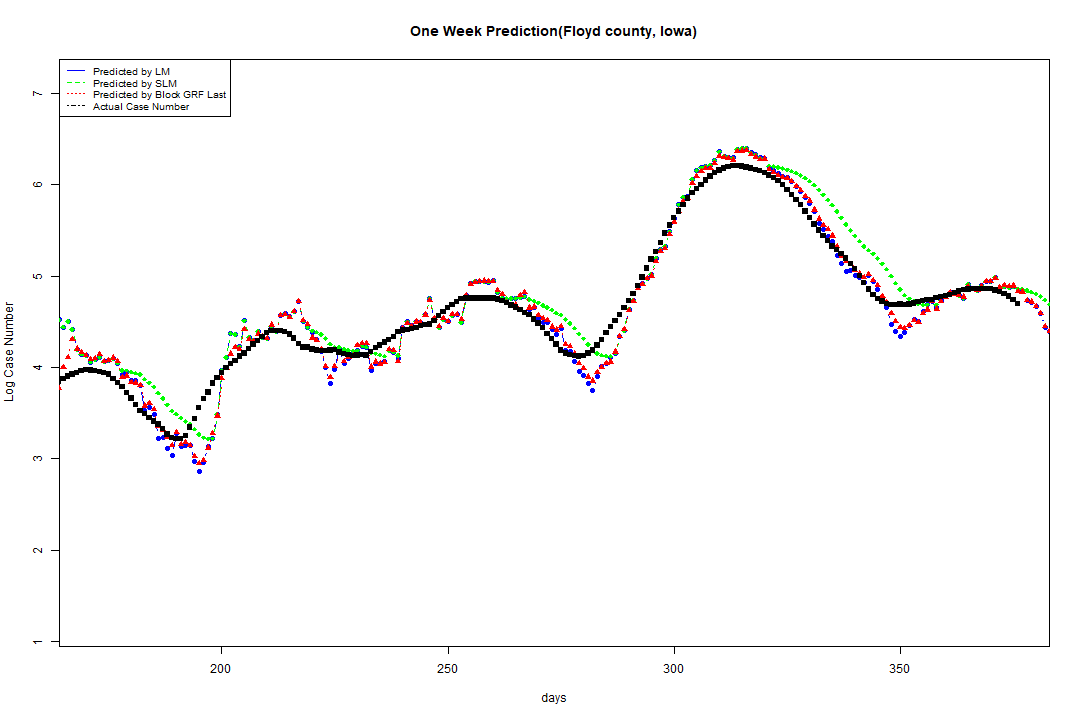 One Week Prediction(Floyd county, Iowa)
Predicted by LM
Predicted by SLM
Predicted by Block GRF Last
Actual Case Number
7
6
5
4
3
2
1
Log Case Number
200 250 300 350
days